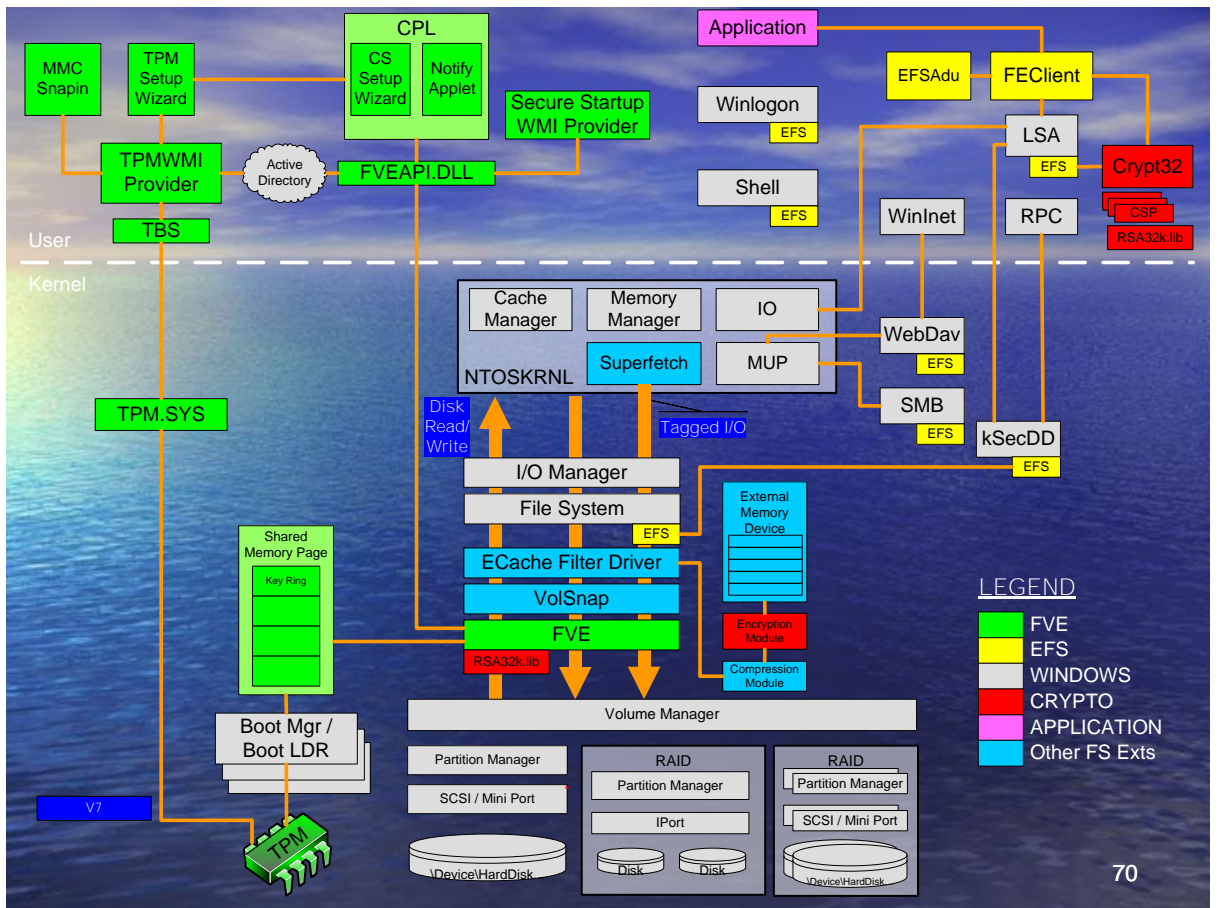 CPL
MMC
Snapin
TPM
Setup
Wizard
CS
Setup
Wizard
Notify
Applet
Secure Startup
WMI Provider
TPMWMI
Provider
Active
Directory
FVEAPI.DLL
TBS
User
Kernel
Application
EFSAdu
FEClient
Winlogon
EFS
LSA
EFS
Crypt32
Shell
EFS
WinInet
RPC
CSP
RSA32k.lib
Cache
Manager
Memory
Manager
IO
Superfetch
MUP
NTOSKRNL
WebDav
EFS
SMB
EFS
kSecDD
EFS
TPM.SYS
Disk
Read/
Write
Tagged I/O
I/O Manager
File System
EFS
ECache Filter Driver
VolSnap
FVE
RSA32k.lib
External
Memory
Device
Encryption
Module
Compression
Module
Shared
Memory Page
Key Ring
Boot Mgr /
Boot LDR
V7
TPM
Volume Manager
Partition Manager
SCSI / Mini Port
\Device\HardDisk...
RAID
Partition Manager
IPort
Disk
Disk
RAID
Partition Manager
SCSI / Mini Port
\Device\HardDisk...
LEGEND
FVE
EFS
WINDOWS
CRYPTO
APPLICATION
Other FS Exts
70